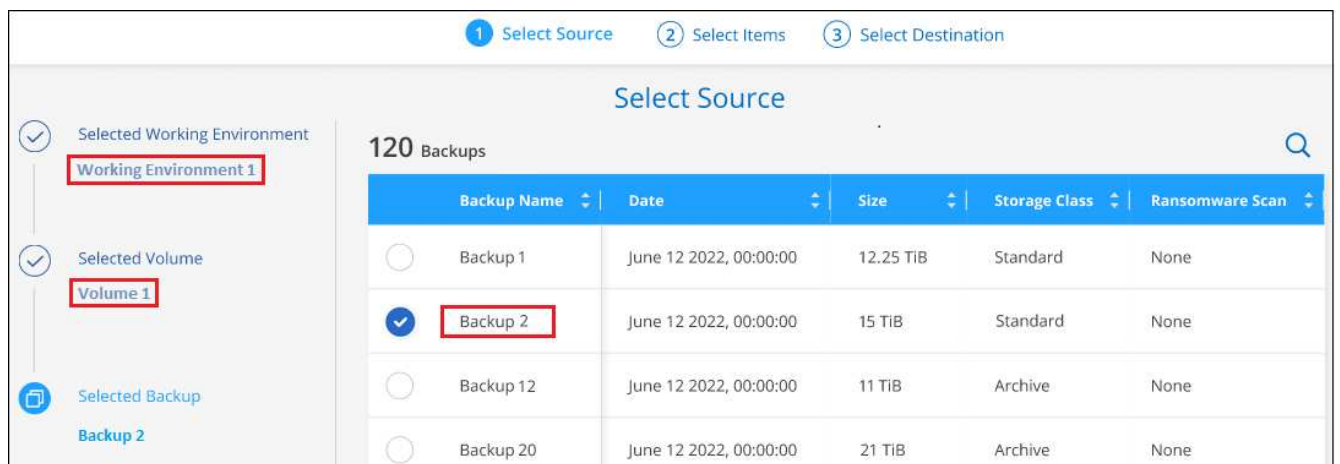 1 Select Source 2 Select Items 3 Select Destination
Select Source
Selected Working Environment
Working Environment 1
Selected Volume
Volume 1
Selected Backup
Backup 2
120 Backups
Backup Name Date Size Storage Class Ransomware Scan
Backup 1 June 12 2022, 00:00:00 12.25 TiB Standard None
Backup 2 June 12 2022, 00:00:00 15 TiB Standard None
Backup 12 June 12 2022, 00:00:00 11 TiB Archive None
Backup 20 June 12 2022, 00:00:00 21 TiB Archive None